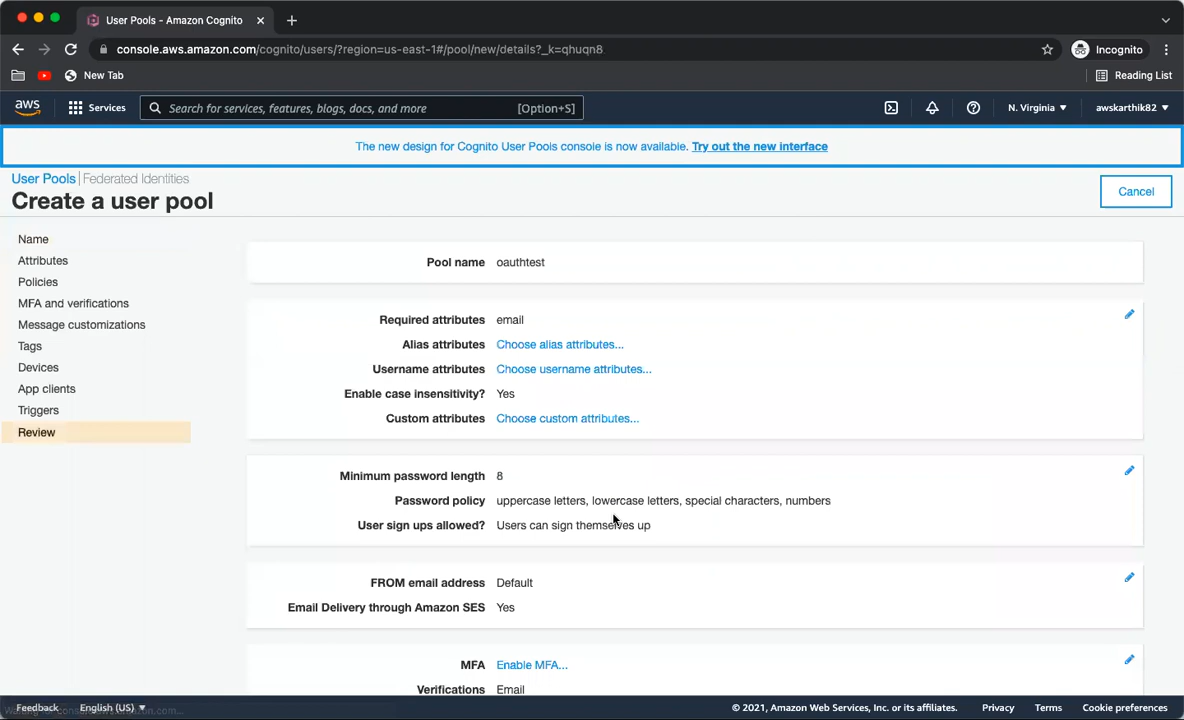 User Pools - Amazon Cognito
console.aws.amazon.com/cognito/users/?region=us-east-1#/pool/new/details?_k=qhuqn8
Incognito
New Tab
Reading List
aws
Services
Search for services, features, blogs, docs, and more
[Option+S]
N. Virginia
awskarthik82
The new design for Cognito User Pools console is now available. Try out the new interface
User Pools | Federated Identities
Create a user pool
Cancel
Name
Attributes
Policies
MFA and verifications
Message customizations
Tags
Devices
App clients
Triggers
Review
Pool name oauthtest
Required attributes email
Alias attributes Choose alias attributes...
Username attributes Choose username attributes...
Enable case insensitivity? Yes
Custom attributes Choose custom attributes...
Minimum password length 8
Password policy uppercase letters, lowercase letters, special characters, numbers
User sign ups allowed? Users can sign themselves up
FROM email address Default
Email Delivery through Amazon SES Yes
MFA Enable MFA...
Verifications Email
Feedback English (US)
© 2021, Amazon Web Services, Inc. or its affiliates. Privacy Terms Cookie preferences